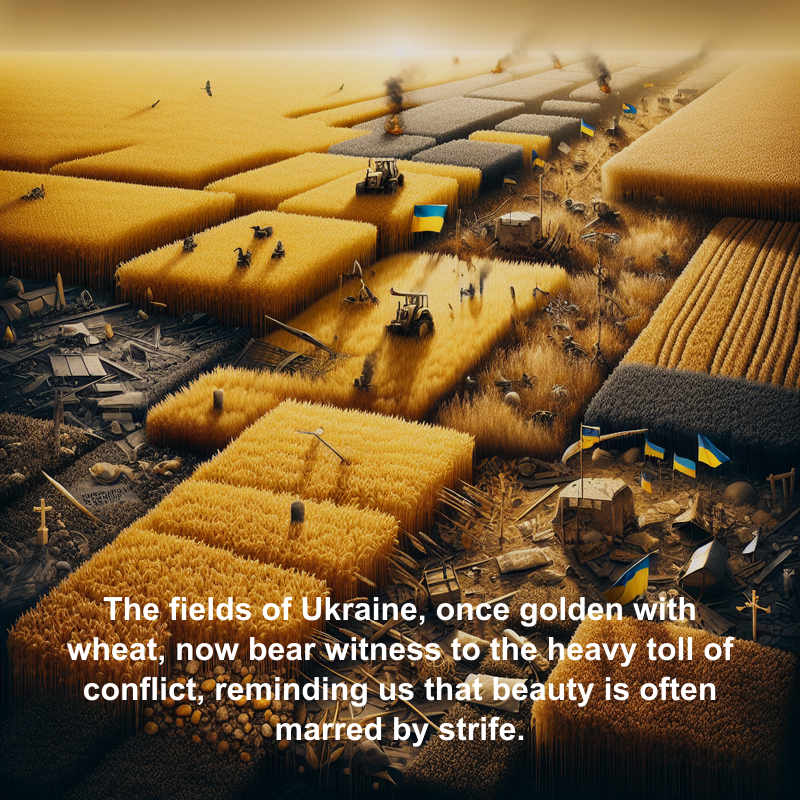 The fields of Ukraine, once golden with
wheat, now bear witness to the heavy toll of
conflict, reminding us that beauty is often
marred by strife.